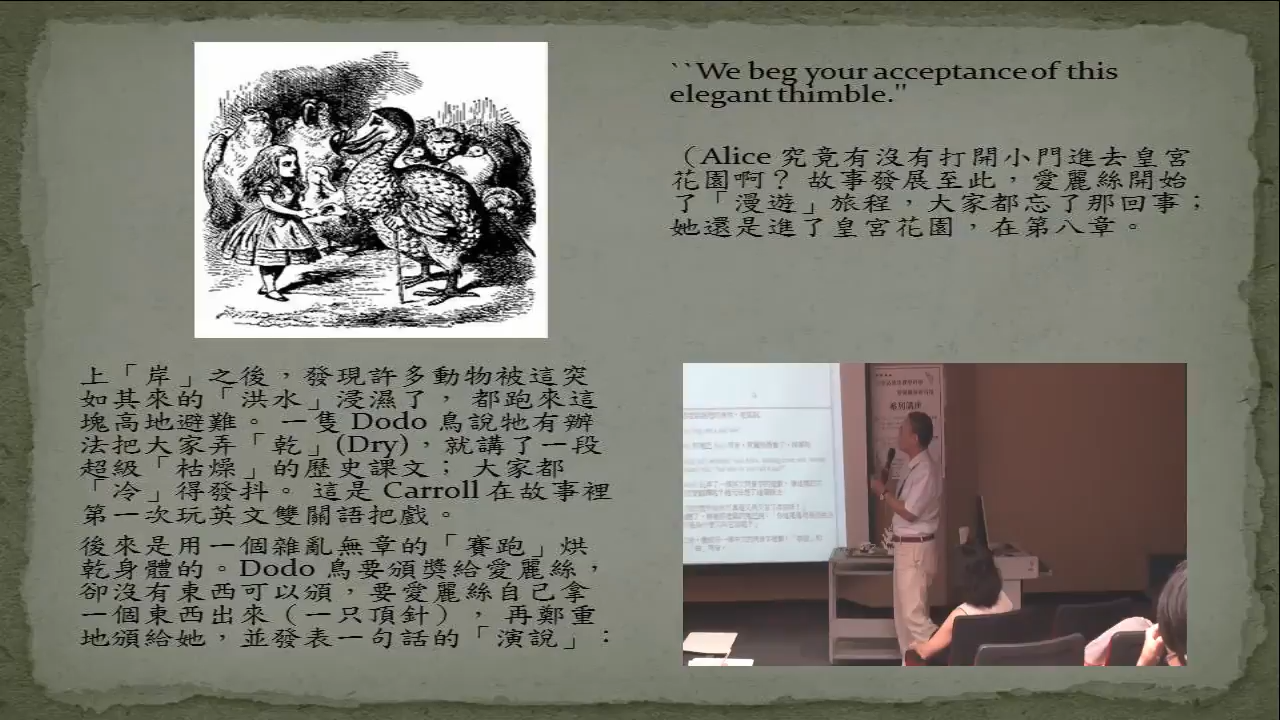 上「岸」之後，發現許多動物被這突
如其來的「洪水」浸濕了， 都跑來這
塊高地避難。 一隻 Dodo 鳥說牠有辦
法把大家弄「乾」(Dry)，就講了一段
超級「枯燥」的歷史課文； 大家都
「冷」得發抖。 這是 Carroll 在故事裡
第一次玩英文雙關語把戲。
後來是用一個雜亂無章的「賽跑」烘
乾身體的。Dodo 鳥要頒獎給愛麗絲，
卻沒有東西可以頒，要愛麗絲自己拿
一個東西出來（一只頂針）， 再鄭重
地頒給她，並發表一句話的「演說」：
``We beg your acceptance of this
elegant thimble.''
（Alice 究竟有沒有打開小門進去皇宮
花園啊？ 故事發展至此，愛麗絲開始
了「漫遊」旅程，大家都忘了那回事；
她還是進了皇宮花園，在第八章。